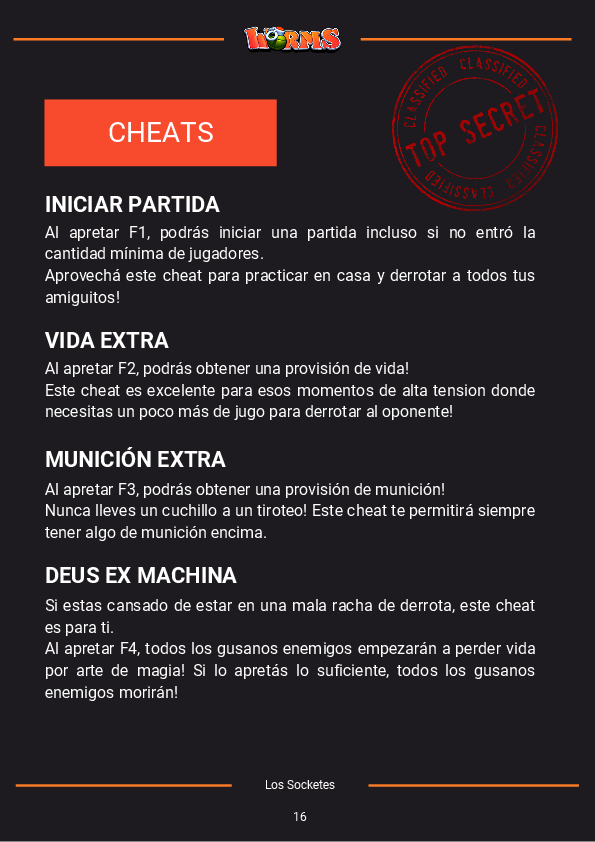 WORMS
CLASSIFIED CLASSIFIED
TOP SECRET
CLASSIFIED CLASSIFIED CLASSIFIED
CHEATS
INICIAR PARTIDA
Al apretar F1, podrás iniciar una partida incluso si no entró la
cantidad mínima de jugadores.
Aprovechá este cheat para practicar en casa y derrotar a todos tus
amiguitos!
VIDA EXTRA
Al apretar F2, podrás obtener una provisión de vida!
Este cheat es excelente para esos momentos de alta tension donde
necesitas un poco más de jugo para derrotar al oponente!
MUNICIÓN EXTRA
Al apretar F3, podrás obtener una provisión de munición!
Nunca lleves un cuchillo a un tiroteo! Este cheat te permitirá siempre
tener algo de munición encima.
DEUS EX MACHINA
Si estas cansado de estar en una mala racha de derrota, este cheat
es para ti.
Al apretar F4, todos los gusanos enemigos empezarán a perder vida
por arte de magia! Si lo apretás lo suficiente, todos los gusanos
enemigos morirán!
Los Socketes
16